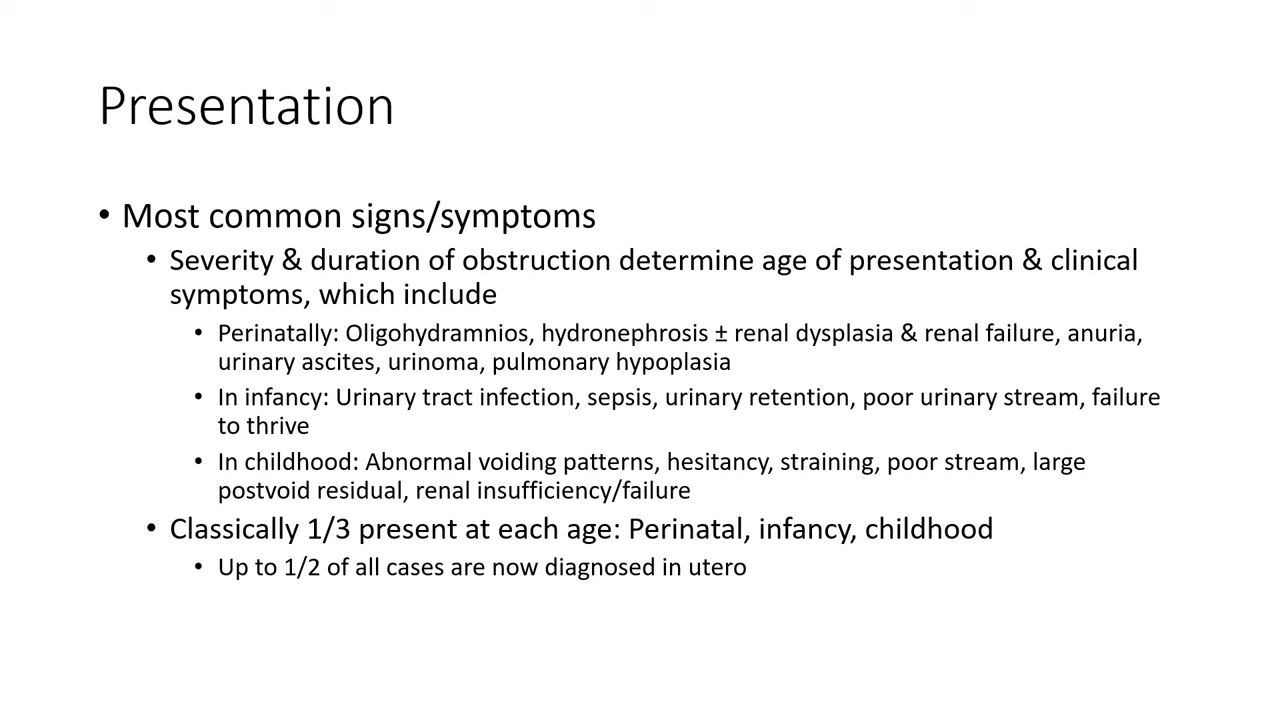 Presentation
• Most common signs/symptoms
• Severity & duration of obstruction determine age of presentation & clinical
symptoms, which include
• Perinatally: Oligohydramnios, hydronephrosis ± renal dysplasia & renal failure, anuria,
urinary ascites, urinoma, pulmonary hypoplasia
• In infancy: Urinary tract infection, sepsis, urinary retention, poor urinary stream, failure
to thrive
• In childhood: Abnormal voiding patterns, hesitancy, straining, poor stream, large
postvoid residual, renal insufficiency/failure
• Classically 1/3 present at each age: Perinatal, infancy, childhood
• Up to 1/2 of all cases are now diagnosed in utero